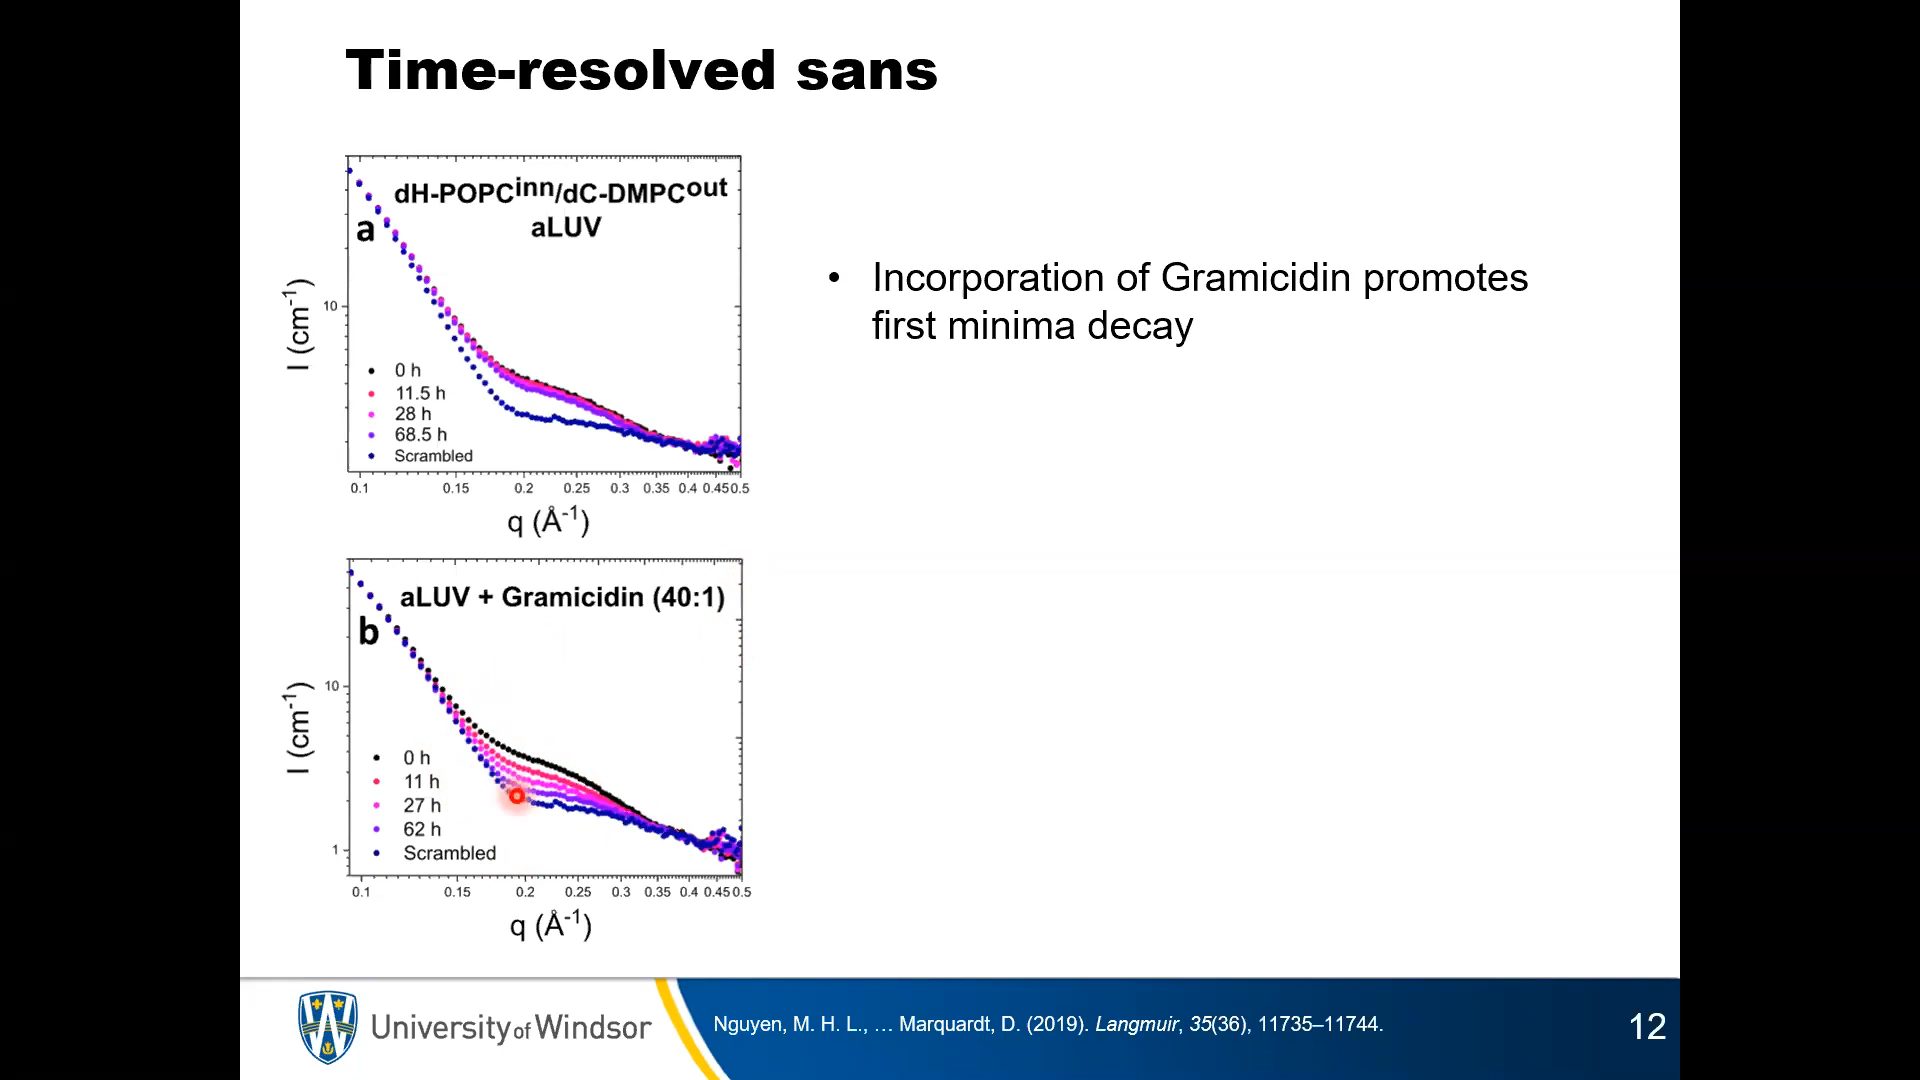 Time-resolved sans
dH-POPCinn/dC-DMPCout
aLUV
a
I (cm-1)
10
0 h
11.5 h
28 h
68.5 h
Scrambled
0.1 0.15 0.2 0.25 0.3 0.35 0.4 0.45 0.5
q (Å-1)
• Incorporation of Gramicidin promotes
first minima decay
aLUV + Gramicidin (40:1)
b
I (cm-1)
10
1
0 h
11 h
27 h
62 h
Scrambled
0.1 0.15 0.2 0.25 0.3 0.35 0.4 0.45 0.5
q (Å-1)
University of Windsor
Nguyen, M. H. L., … Marquardt, D. (2019). Langmuir, 35(36), 11735–11744.
12